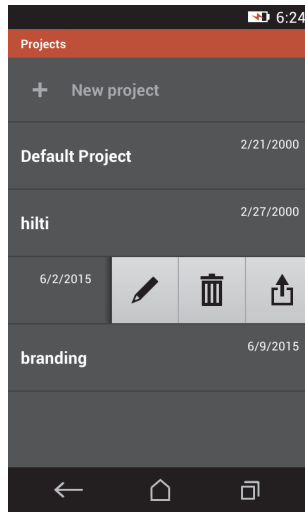 6:24
Projects
+ New project
2/21/2000
Default Project
2/27/2000
hilti
6/2/2015
6/9/2015
branding